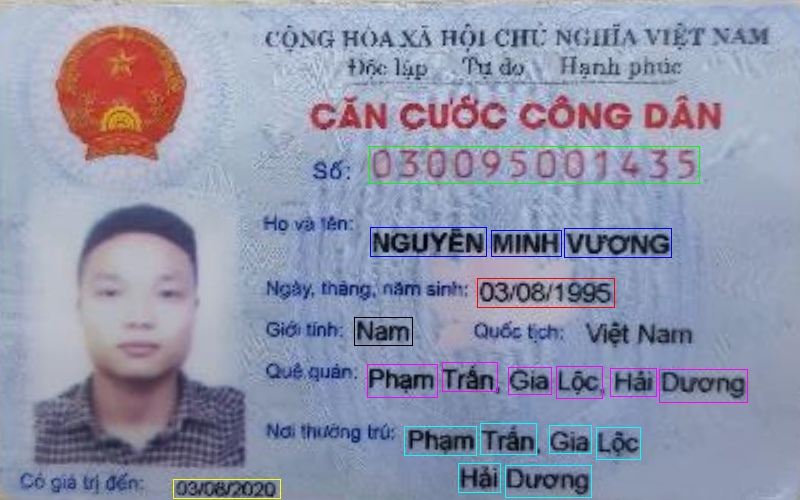 CỘNG HÒA XÃ HỘI CHỦ NGHĨA VIỆT NAM
Độc lập Tự do Hạnh phúc
CĂN CƯỚC CÔNG DÂN
Số: 030095001435
Họ và tên: NGUYỄN MINH VƯƠNG
Ngày, tháng, năm sinh: 03/08/1995
Giới tính: Nam Quốc tịch: Việt Nam
Quê quán: Phạm Trấn, Gia Lộc, Hải Dương
Nơi thường trú: Phạm Trấn, Gia Lộc
Hải Dương
Có giá trị đến: 03/08/2020